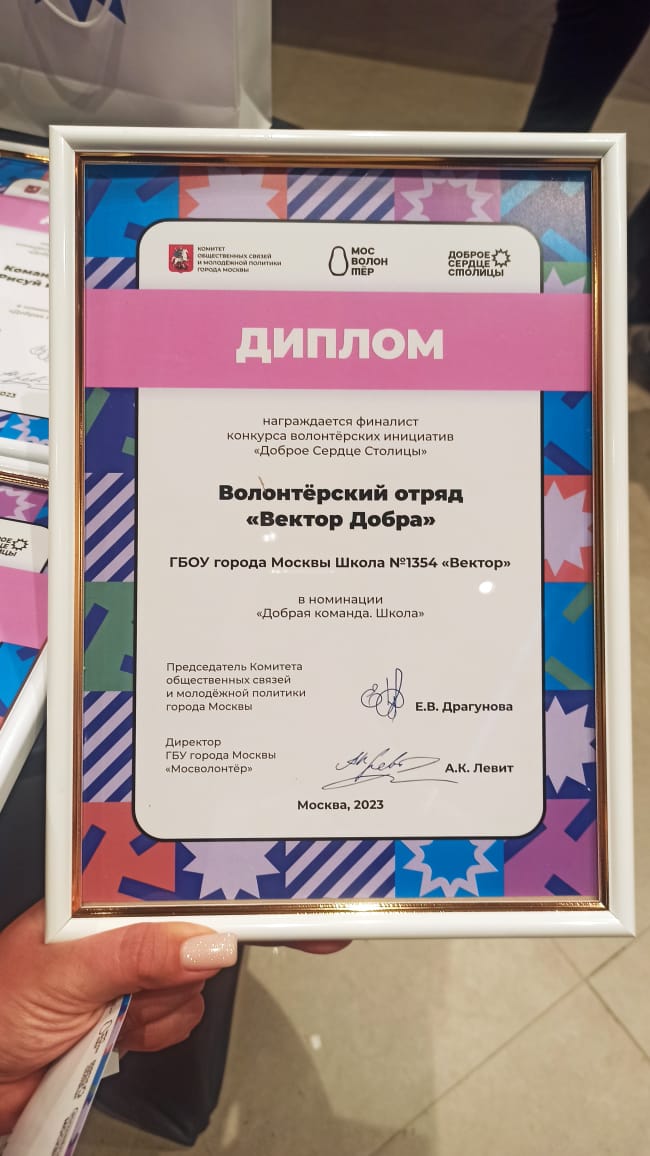 КОМИТЕТ
ОБЩЕСТВЕННЫХ СВЯЗЕЙ
И МОЛОДЁЖНОЙ ПОЛИТИКИ
ГОРОДА МОСКВЫ
МОС
ВОЛОН
ТЁР
ДОБРОЕ
СЕРДЦЕ
СТОЛИЦЫ
ДИПЛОМ
награждается финалист
конкурса волонтёрских инициатив
«Доброе Сердце Столицы»
Волонтёрский отряд
«Вектор Добра»
ГБОУ города Москвы Школа №1354 «Вектор»
в номинации
«Добрая команда. Школа»
Председатель Комитета
общественных связей
и молодёжной политики
города Москвы
Е.В. Драгунова
Директор
ГБУ города Москвы
«Мосволонтёр»
А.К. Левит
Москва, 2023